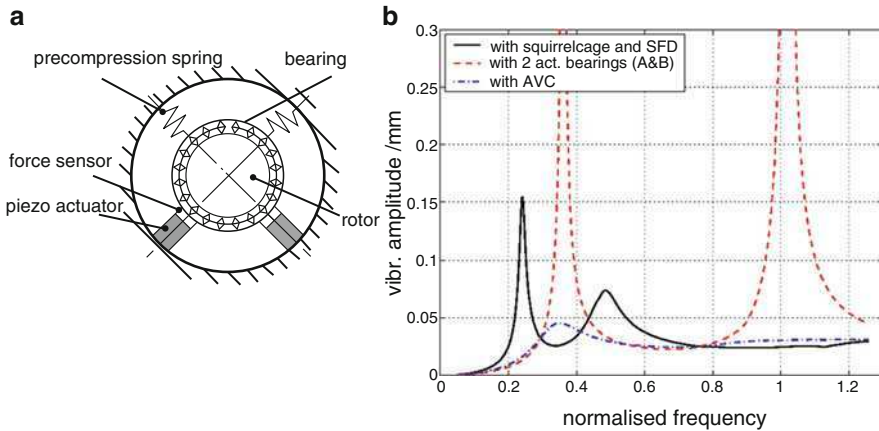 a
precompression spring
bearing
force sensor
piezo actuator
rotor
b
0.3
0.25
0.2
0.15
0.1
0.05
0
with squirrelcage and SFD
with 2 act. bearings (A&B)
with AVC
vibr. amplitude /mm
0.2 0.4 0.6 0.8 1 1.2
normalised frequency